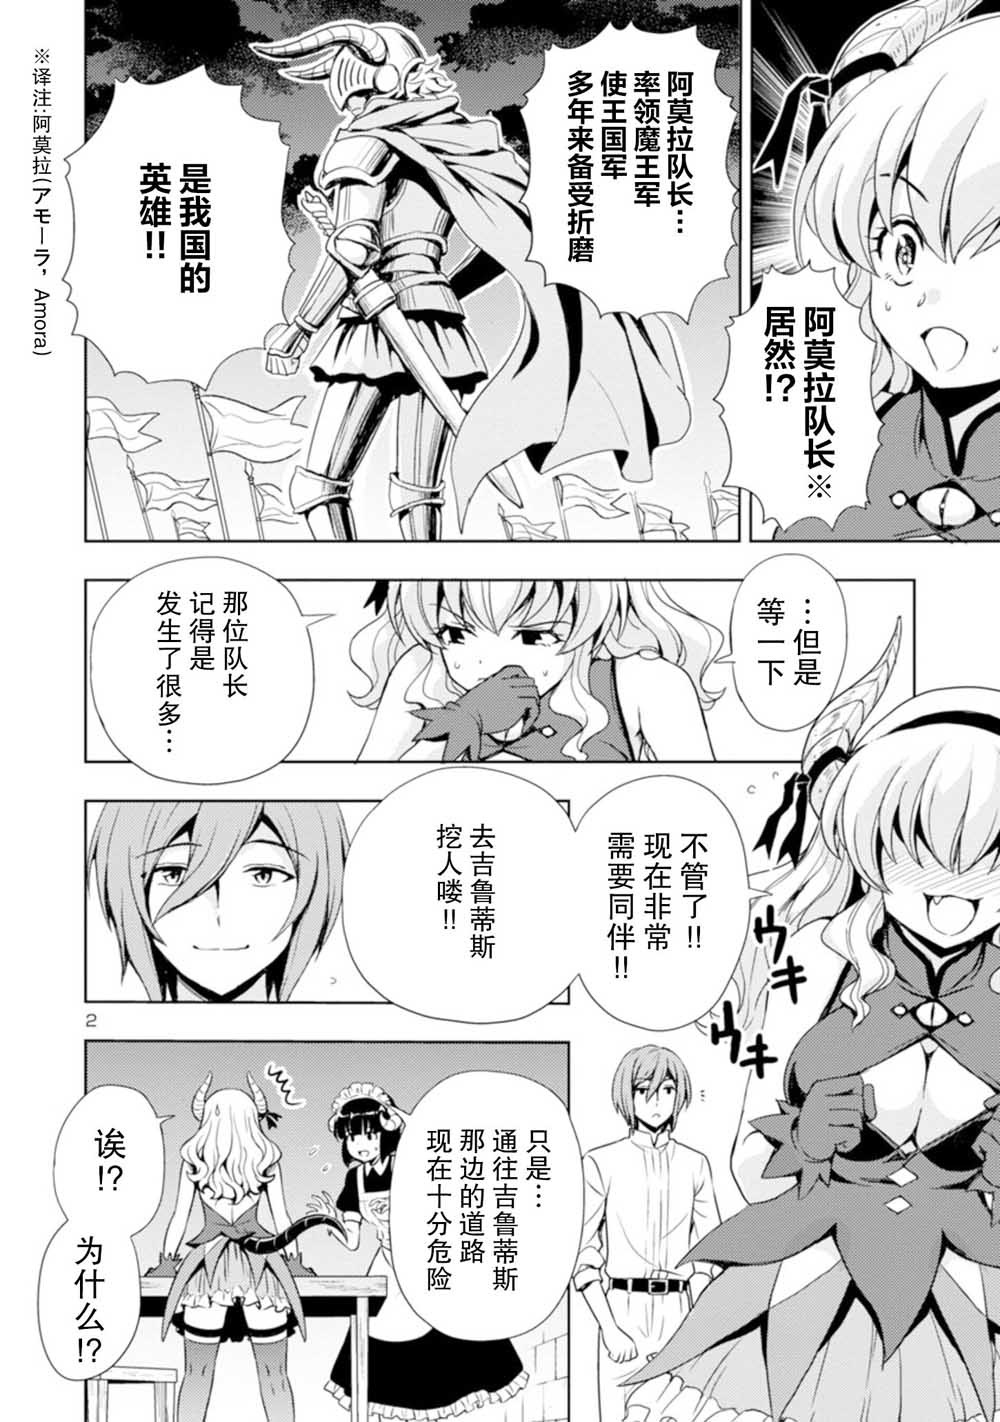 阿莫拉队长※
居然!?
阿莫拉队长…
率领魔王军
使王国军
多年来备受折磨
是我国的
英雄!!
※译注:阿莫拉(アモーラ，Amora)
…但是
等一下
那位队长
记得是
发生了很多…
不管了!!
现在非常
需要同伴!!
去吉鲁蒂斯
挖人喽!!
ウキ
ウキ
2
只是…
通往吉鲁蒂斯
那边的道路
现在十分危险
诶!?
为什么!?